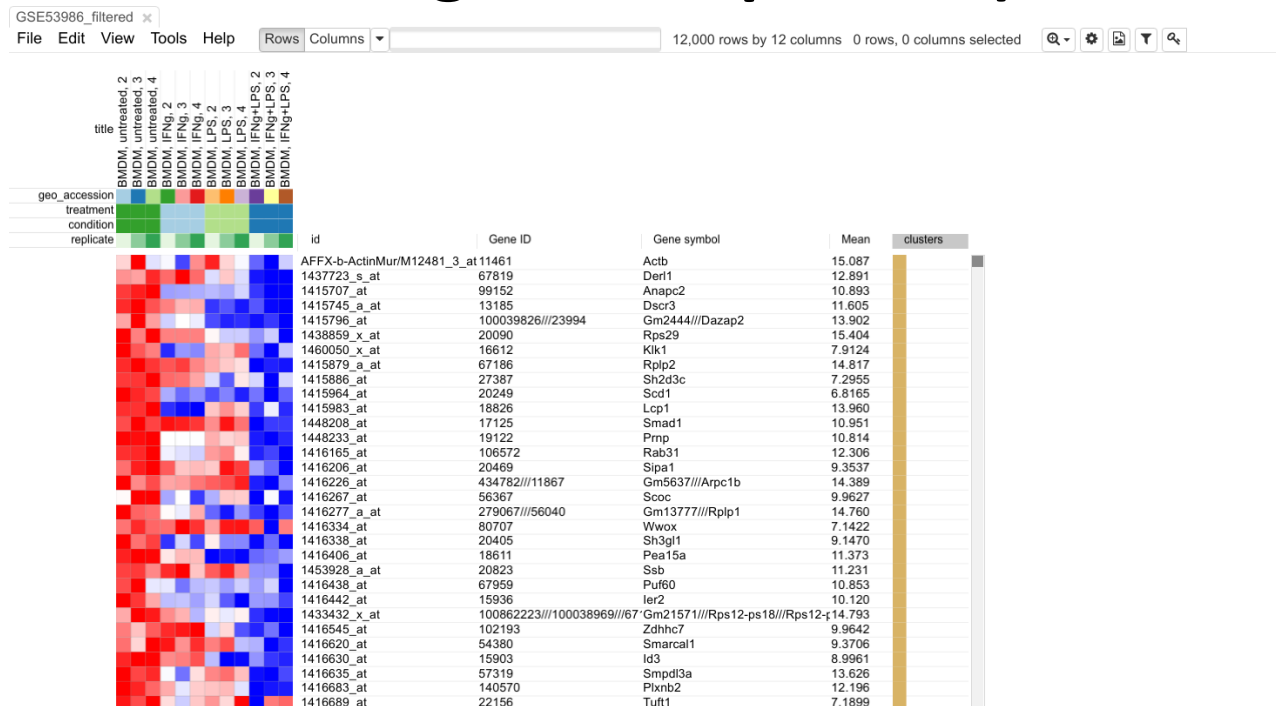 GSE53986_filtered ×
File Edit View Tools Help Rows Columns 12,000 rows by 12 columns 0 rows, 0 columns selected
title
BMDM, untreated, 2
BMDM, untreated, 3
BMDM, untreated, 4
BMDM, IFNg, 2
BMDM, IFNg, 3
BMDM, IFNg, 4
BMDM, LPS, 2
BMDM, LPS, 3
BMDM, LPS, 4
BMDM, IFNg+LPS, 2
BMDM, IFNg+LPS, 3
BMDM, IFNg+LPS, 4
geo_accession
treatment
condition
replicate id Gene ID Gene symbol Mean clusters
AFFX-b-ActinMur/M12481_3_at 11461 Actb 15.087
1437723_s_at 67819 Derl1 12.891
1415707_at 99152 Anapc2 10.893
1415745_a_at 13185 Dscr3 11.605
1415796_at 100039826///23994 Gm2444///Dazap2 13.902
1438859_x_at 20090 Rps29 15.404
1460050_x_at 16612 Klk1 7.9124
1415879_a_at 67186 Rplp2 14.817
1415886_at 27387 Sh2d3c 7.2955
1415964_at 20249 Scd1 6.8165
1415983_at 18826 Lcp1 13.960
1448208_at 17125 Smad1 10.951
1448233_at 19122 Prnp 10.814
1416165_at 106572 Rab31 12.306
1416206_at 20469 Sipa1 9.3537
1416226_at 434782///11867 Gm5637///Arpc1b 14.389
1416267_at 56367 Scoc 9.9627
1416277_a_at 279067///56040 Gm13777///Rplp1 14.760
1416334_at 80707 Wwox 7.1422
1416338_at 20405 Sh3gl1 9.1470
1416406_at 18611 Pea15a 11.373
1453928_a_at 20823 Ssb 11.231
1416438_at 67959 Puf60 10.853
1416442_at 15936 Ier2 10.120
1433432_x_at 100862223///100038969///67 Gm21571///Rps12-ps18///Rps12- 14.793
1416545_at 102193 Zdhhc7 9.9642
1416620_at 54380 Smarcal1 9.3706
1416630_at 15903 Id3 8.9961
1416635_at 57319 Smpdl3a 13.626
1416683_at 140570 Plxnb2 12.196
1416689_at 22156 Tuft1 7.1899